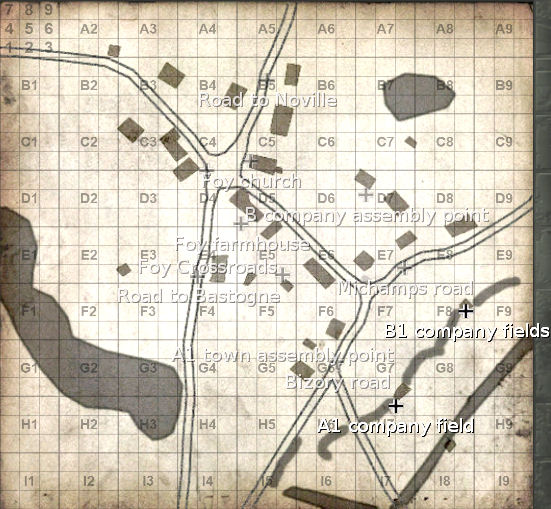 7 8 9
4 5 6
1 2 3
A2 A3 A4 A5 A6 A7 A8 A9
B1 B2 B3 B4 B5 B6 B7 B8 B9
Road to Noville
C1 C2 C3 C4 C5 C6 C7 C8 C9
Foy church
D1 D2 D3 D4 D5 D6 D7 D8 D9
B company assembly point
Foy farmhouse
E1 E2 E3 E4 E5 E6 E7 E8 E9
Foy Crossroads
Michamps road
Road to Bastogne
F1 F2 F3 F4 F5 F6 F7 F8 F9
B1 company fields
A1 town assembly point
G1 G2 G3 G4 G5 G6 G7 G8 G9
Bizory road
H1 H2 H3 H4 H5 H6 H7 H8 H9
A1 company field
I1 I2 I3 I4 I5 I6 I7 I8 I9